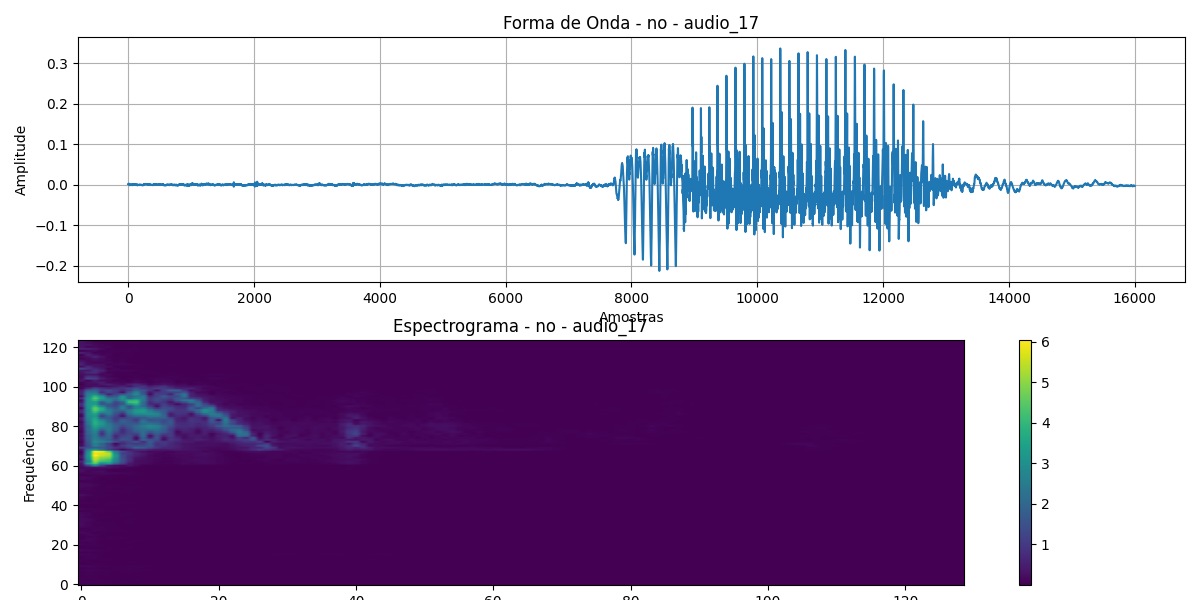 Forma de Onda - no - audio_17
Amplitude
0.3
0.2
0.1
0.0
−0.1
−0.2
0 2000 4000 6000 8000 10000 12000 14000 16000
Amostras
Espectrograma - no - audio_17
Frequência
120
100
80
60
40
20
0
0 20 40 60 80 100 120
6
5
4
3
2
1